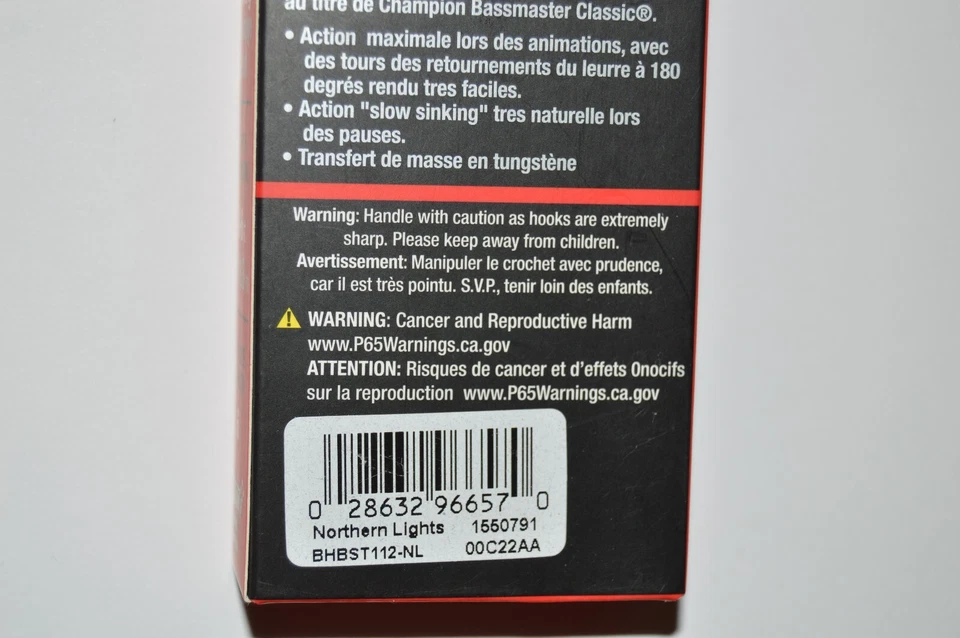 au titre de Champion Bassmaster Classic®.
• Action maximale lors des animations, avec
des tours des retournements du leurre à 180
degrés rendu tres faciles.
• Action "slow sinking" tres naturelle lors
des pauses.
• Transfert de masse en tungstène
Warning: Handle with caution as hooks are extremely
sharp. Please keep away from children.
Avertissement: Manipuler le crochet avec prudence,
car il est très pointu. S.V.P., tenir loin des enfants.
WARNING: Cancer and Reproductive Harm
www.P65Warnings.ca.gov
ATTENTION: Risques de cancer et d'effets Onocifs
sur la reproduction www.P65Warnings.ca.gov
0 28632 96657 0
Northern Lights 1550791
BHBST112-NL 00C22AA